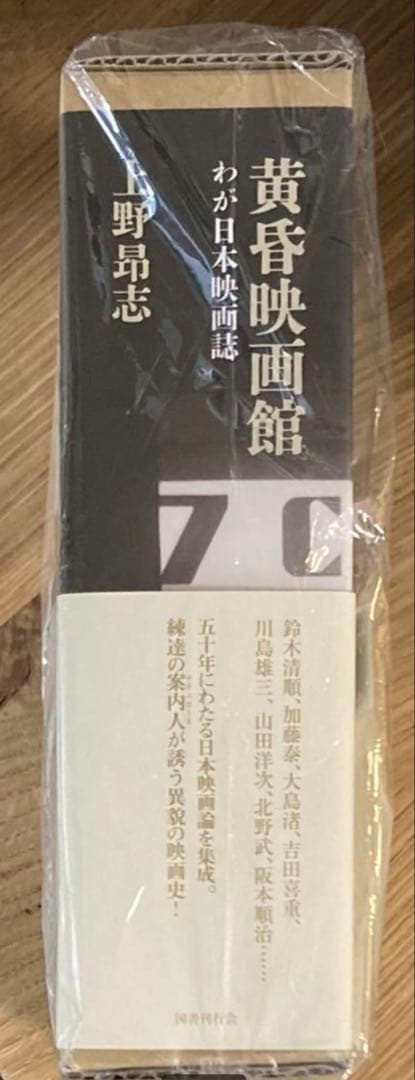 黄昏映画館
わが日本映画誌
上野昻志
7 0
鈴木清順、加藤泰、大島渚、吉田喜重、
川島雄三、山田洋次、北野武、阪本順治……
五十年にわたる日本映画論を集成。
練達の案内人が誘う異貌の映画史！
国書刊行会